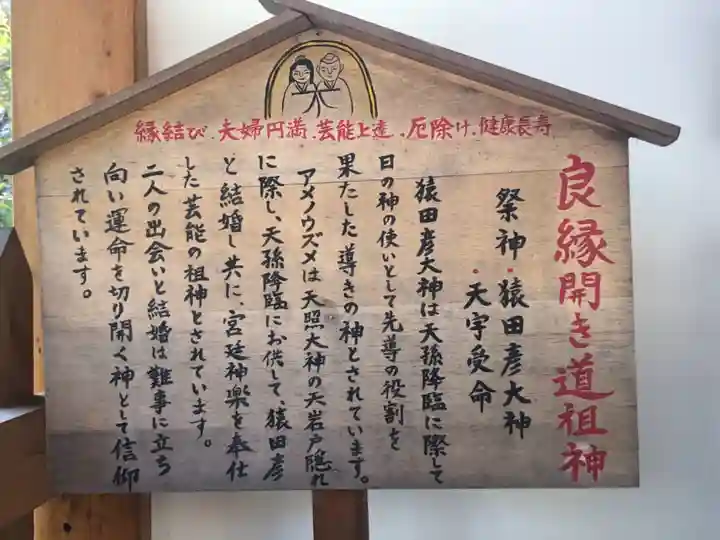 縁結び.夫婦円満.芸能上達.厄除け.健康長寿
良縁開き道祖神
祭神・猿田彦大神
・天宇受命
猿田彦大神は天孫降臨に際して
日の神の使いとして先導の役割を
果たした導きの神とされています。
アメノウズメは天照大神の天岩戸隠れ
に際し、天孫降臨にお供して、猿田彦
と結婚し共に、宮廷神楽を奉仕
した芸能の祖神とされています。
二人の出会いと結婚は難事に立ち
向い運命を切り開く神として信仰
されています。